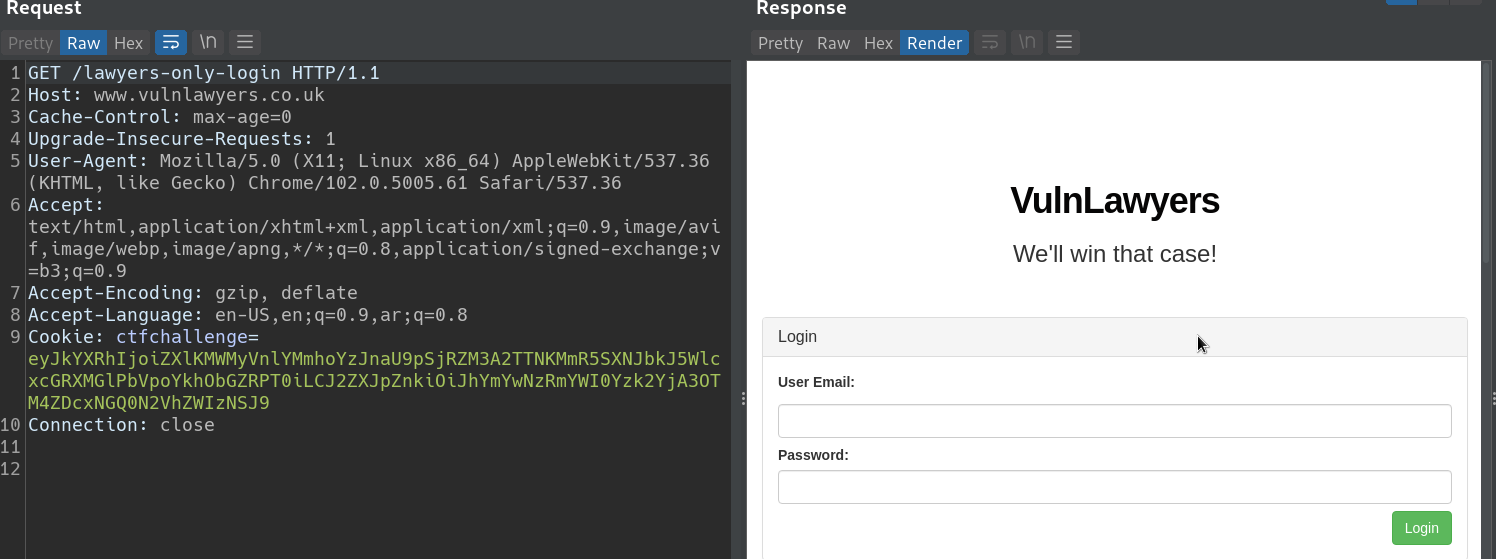 Request
Pretty Raw Hex \n
1 GET /lawyers-only-login HTTP/1.1
2 Host: www.vulnlawyers.co.uk
3 Cache-Control: max-age=0
4 Upgrade-Insecure-Requests: 1
5 User-Agent: Mozilla/5.0 (X11; Linux x86_64) AppleWebKit/537.36
(KHTML, like Gecko) Chrome/102.0.5005.61 Safari/537.36
6 Accept:
text/html,application/xhtml+xml,application/xml;q=0.9,image/avi
f,image/webp,image/apng,*/*;q=0.8,application/signed-exchange;v
=b3;q=0.9
7 Accept-Encoding: gzip, deflate
8 Accept-Language: en-US,en;q=0.9,ar;q=0.8
9 Cookie: ctfchallenge=
eyJkYXRhIjoiZXlKMWMyVnlYMmhoYzJnaU9pSjRZM3A2TTNKMmR5SXNJbkJ5Wlc
xcGRXMGlPbVpoYkhObGZRPT0iLCJ2ZXJpZnkiOiJhYmYwNzRmYWI0Yzk2YjA3OT
M4ZDcxNGQ0N2VhZWIzNSJ9
10 Connection: close
11
12
Response
Pretty Raw Hex Render \n
VulnLawyers
We'll win that case!
Login
User Email:
Password:
Login